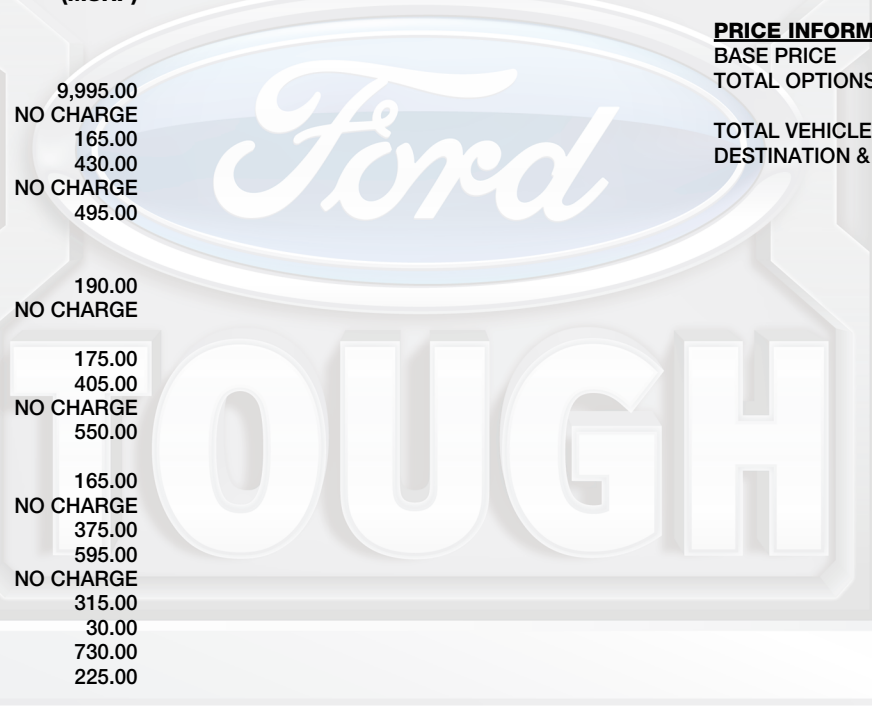 9,995.00
NO CHARGE
165.00
430.00
NO CHARGE
495.00
190.00
NO CHARGE
175.00
405.00
NO CHARGE
550.00
165.00
NO CHARGE
375.00
595.00
NO CHARGE
315.00
30.00
730.00
225.00
PRICE INFORM
BASE PRICE
TOTAL OPTIONS
TOTAL VEHICLE
DESTINATION &
Ford
TOUGH